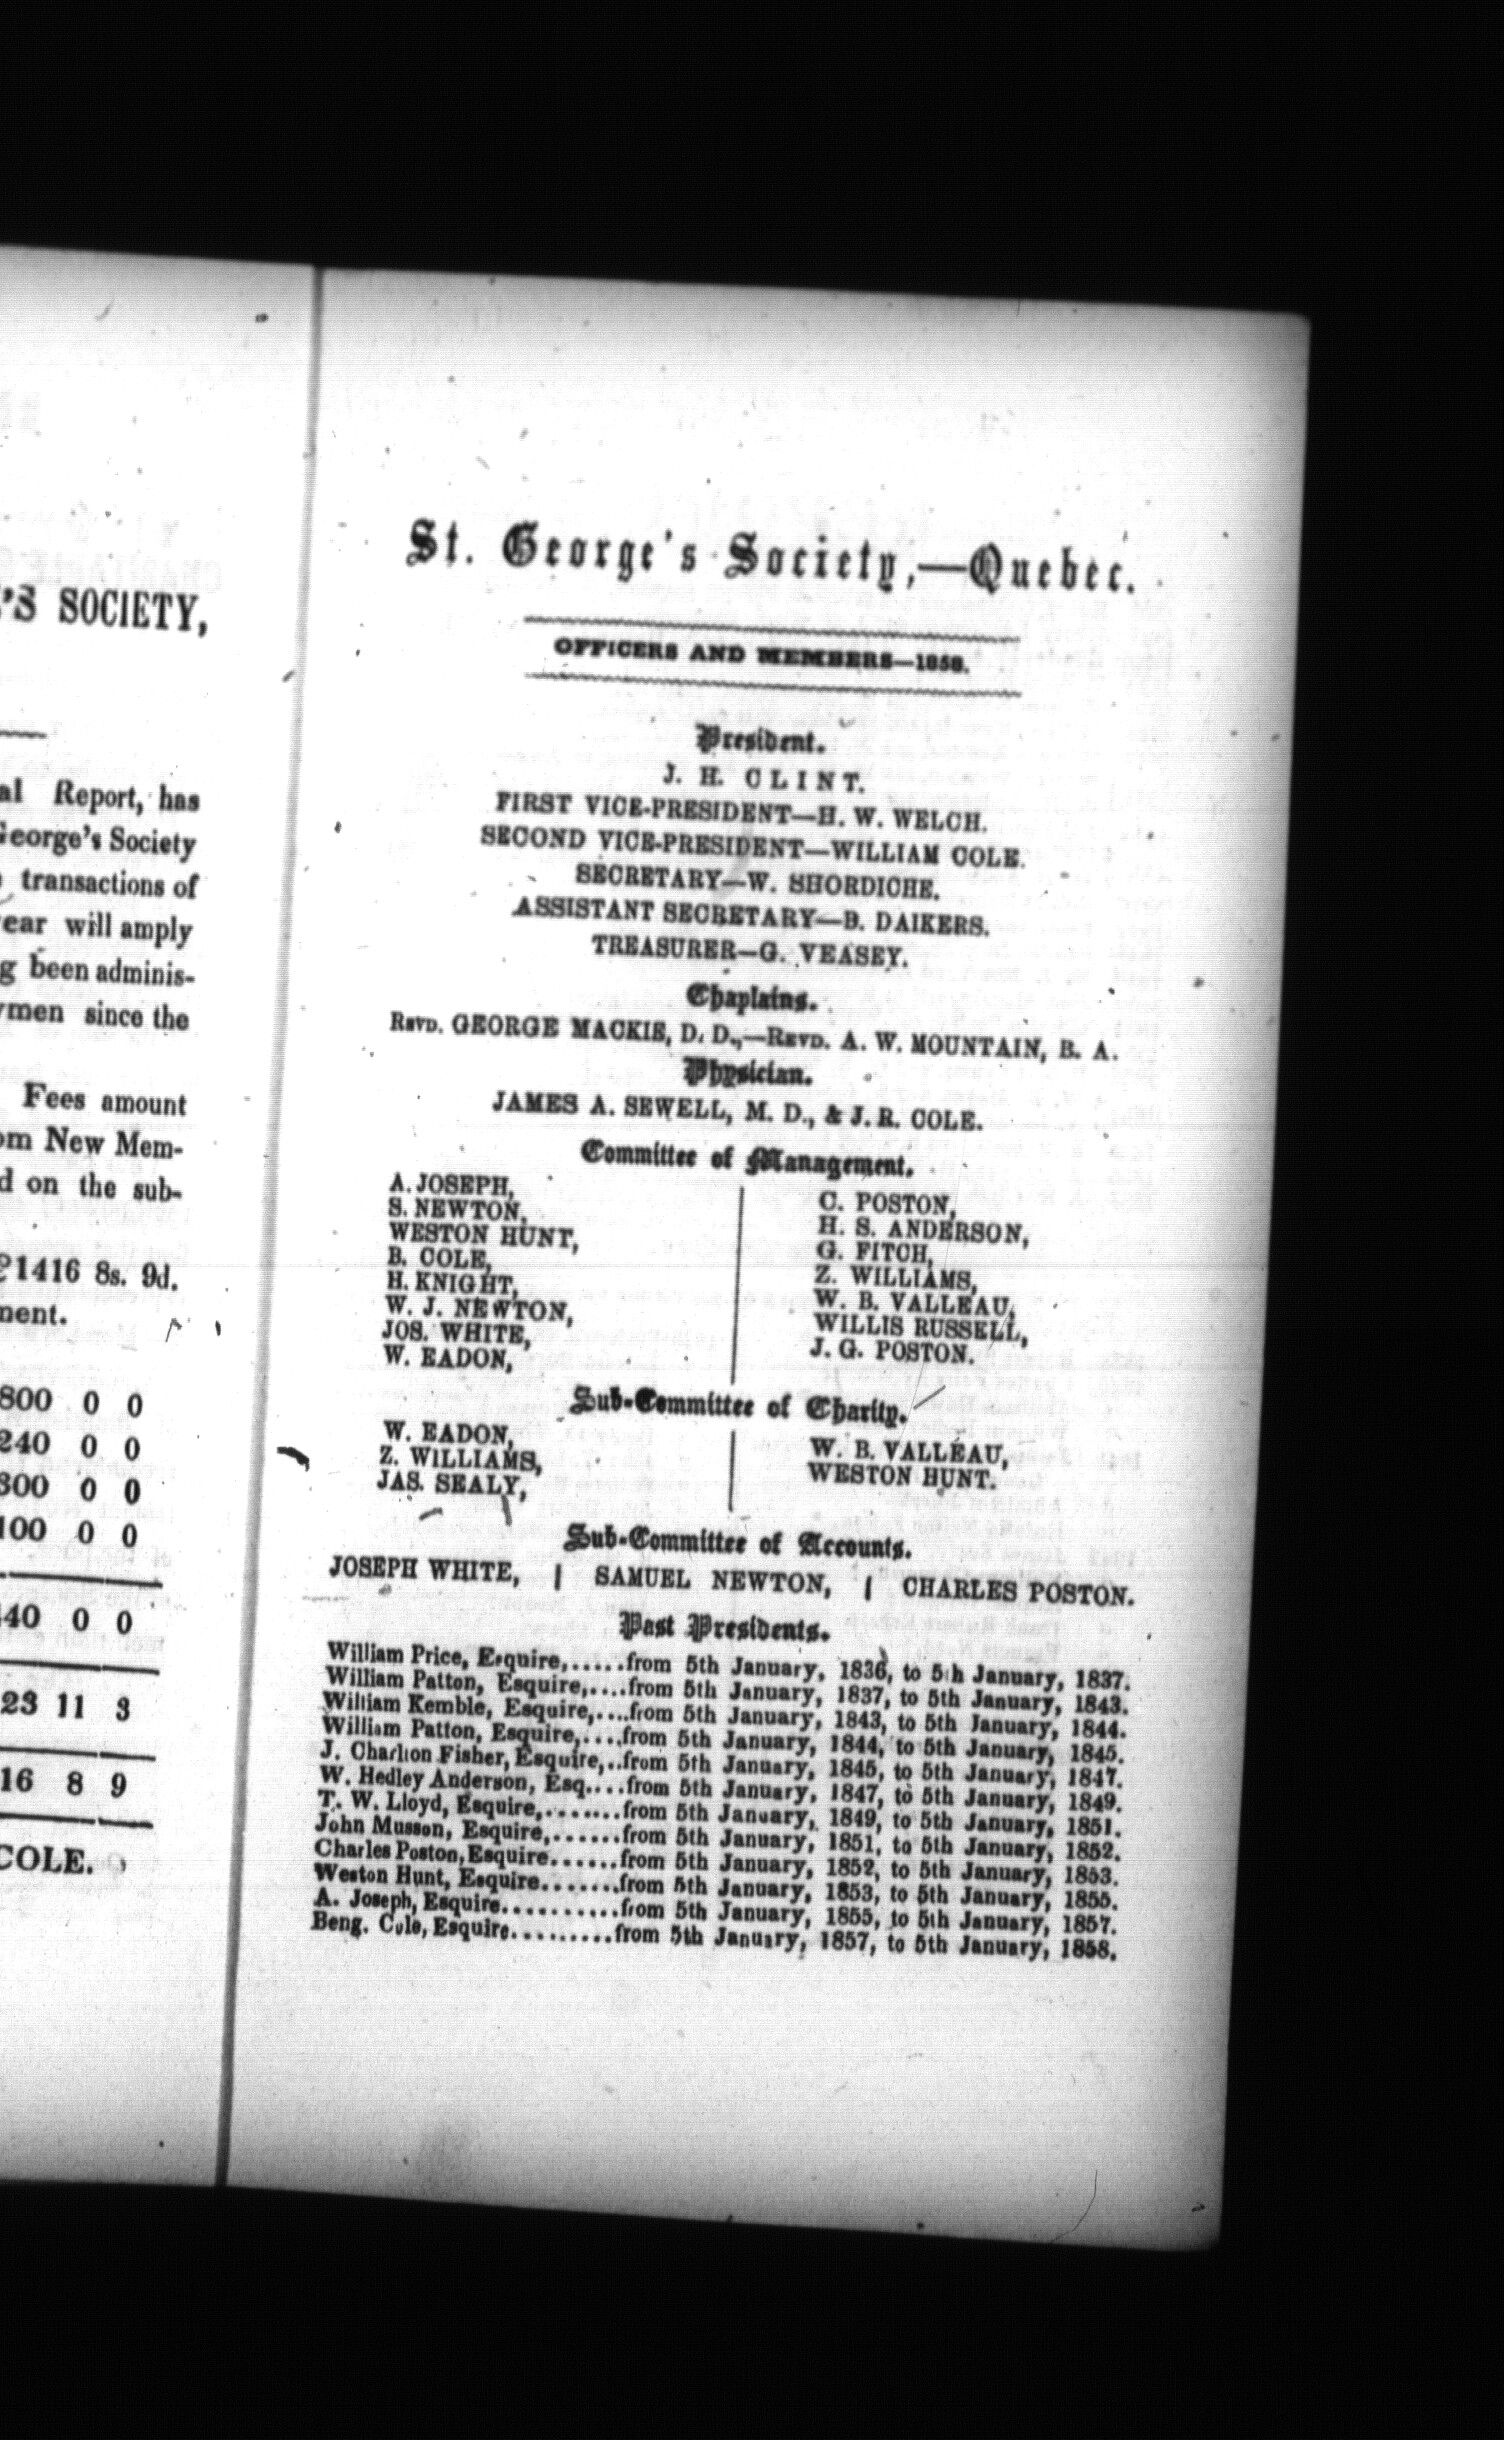 'S SOCIETY,
al Report, has
George's Society
transactions of
year will amply
g been adminis-
ymen since the
Fees amount
om New Mem-
d on the sub-
£1416 8s. 9d.
ment.
800 0 0
240 0 0
300 0 0
100 0 0
440 0 0
23 11 3
16 8 9
COLE.
St. George's Society,—Quebec.
OFFICERS AND MEMBERS—1858.
President.
J. H. CLINT.
FIRST VICE-PRESIDENT—H. W. WELCH.
SECOND VICE-PRESIDENT—WILLIAM COLE.
SECRETARY—W. SHORDICHE.
ASSISTANT SECRETARY—B. DAIKERS.
TREASURER—G. VEASEY.
Chaplains.
REVD. GEORGE MACKIE, D. D.,—REVD. A. W. MOUNTAIN, B. A.
Physician.
JAMES A. SEWELL, M. D., & J. R. COLE.
Committee of Management.
A. JOSEPH,
S. NEWTON,
WESTON HUNT,
B. COLE,
H. KNIGHT,
W. J. NEWTON,
JOS. WHITE,
W. EADON,
C. POSTON,
H. S. ANDERSON,
G. FITCH,
Z. WILLIAMS,
W. B. VALLEAU,
WILLIS RUSSELL,
J. G. POSTON.
Sub-Committee of Charity.
W. EADON,
Z. WILLIAMS,
JAS. SEALY,
W. B. VALLEAU,
WESTON HUNT.
Sub-Committee of Accounts.
JOSEPH WHITE, | SAMUEL NEWTON, | CHARLES POSTON.
Past Presidents.
William Price, Esquire,.....from 5th January, 1836, to 5th January, 1837.
William Patton, Esquire,....from 5th January, 1837, to 5th January, 1843.
William Kemble, Esquire,....from 5th January, 1843, to 5th January, 1844.
William Patton, Esquire,....from 5th January, 1844, to 5th January, 1845.
J. Charlton Fisher, Esquire,..from 5th January, 1845, to 5th January, 1847.
W. Hedley Anderson, Esq....from 5th January, 1847, to 5th January, 1849.
T. W. Lloyd, Esquire,.......from 5th January, 1849, to 5th January, 1851.
John Musson, Esquire,......from 5th January, 1851, to 5th January, 1852.
Charles Poston, Esquire......from 5th January, 1852, to 5th January, 1853.
Weston Hunt, Esquire.......from 5th January, 1853, to 5th January, 1855.
A. Joseph, Esquire..........from 5th January, 1855, to 5th January, 1857.
Beng. Cole, Esquire.........from 5th January, 1857, to 5th January, 1858.